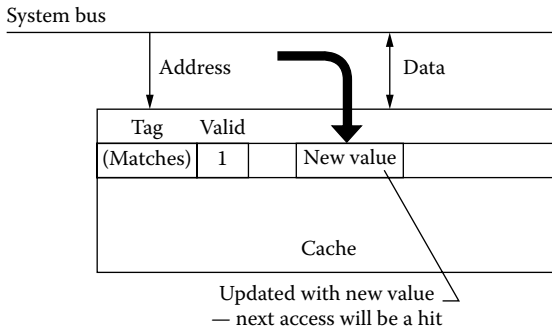 System bus
Address
Data
Tag Valid
(Matches) 1 New value
Cache
Updated with new value
— next access will be a hit